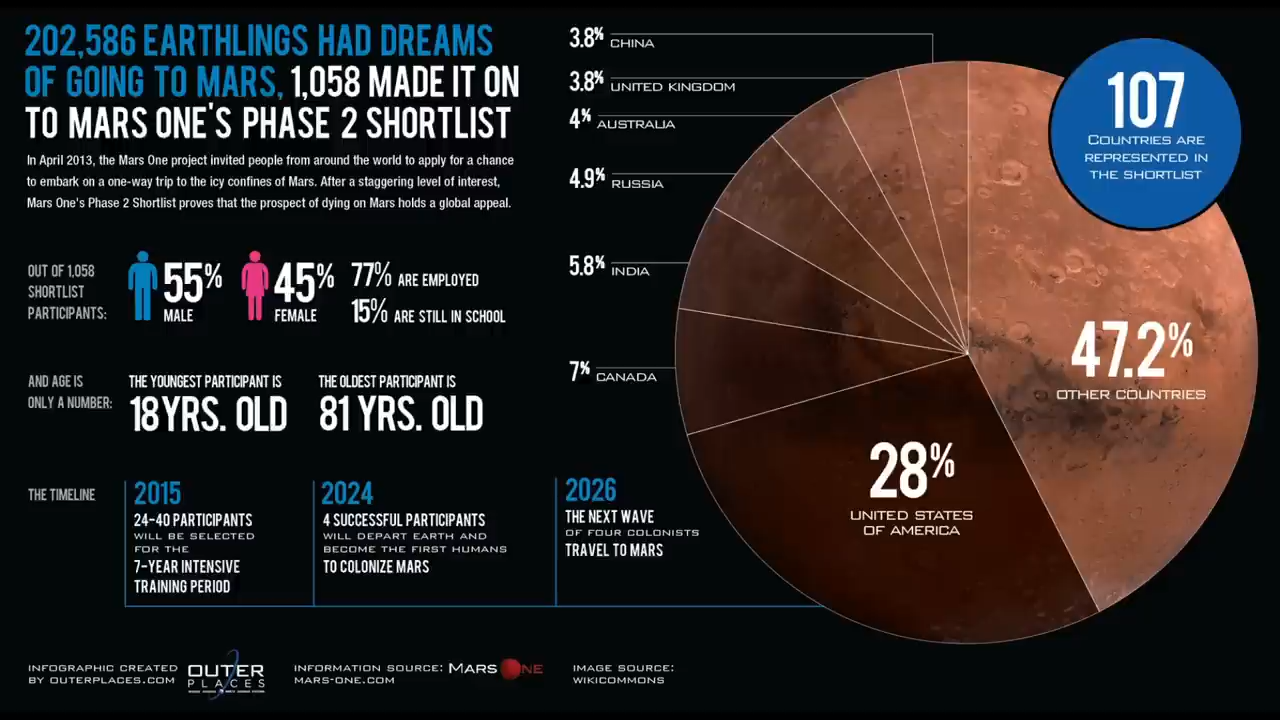 202,586 EARTHLINGS HAD DREAMS
OF GOING TO MARS, 1,058 MADE IT ON
TO MARS ONE'S PHASE 2 SHORTLIST
In April 2013, the Mars One project invited people from around the world to apply for a chance
to embark on a one-way trip to the icy confines of Mars. After a staggering level of interest,
Mars One's Phase 2 Shortlist proves that the prospect of dying on Mars holds a global appeal.
OUT OF 1,058
SHORTLIST
PARTICIPANTS:
55%
MALE
45%
FEMALE
77% ARE EMPLOYED
15% ARE STILL IN SCHOOL
AND AGE IS
ONLY A NUMBER:
THE YOUNGEST PARTICIPANT IS
18 YRS. OLD
THE OLDEST PARTICIPANT IS
81 YRS. OLD
THE TIMELINE
2015
24-40 PARTICIPANTS
WILL BE SELECTED
FOR THE
7-YEAR INTENSIVE
TRAINING PERIOD
2024
4 SUCCESSFUL PARTICIPANTS
WILL DEPART EARTH AND
BECOME THE FIRST HUMANS
TO COLONIZE MARS
2026
THE NEXT WAVE
OF FOUR COLONISTS
TRAVEL TO MARS
3.8% CHINA
3.8% UNITED KINGDOM
4% AUSTRALIA
4.9% RUSSIA
5.8% INDIA
7% CANADA
28%
UNITED STATES
OF AMERICA
47.2%
OTHER COUNTRIES
107
COUNTRIES ARE
REPRESENTED IN
THE SHORTLIST
INFOGRAPHIC CREATED
BY OUTERPLACES.COM
OUTER
PLACES
INFORMATION SOURCE: MARS ONE
MARS-ONE.COM
IMAGE SOURCE:
WIKICOMMONS